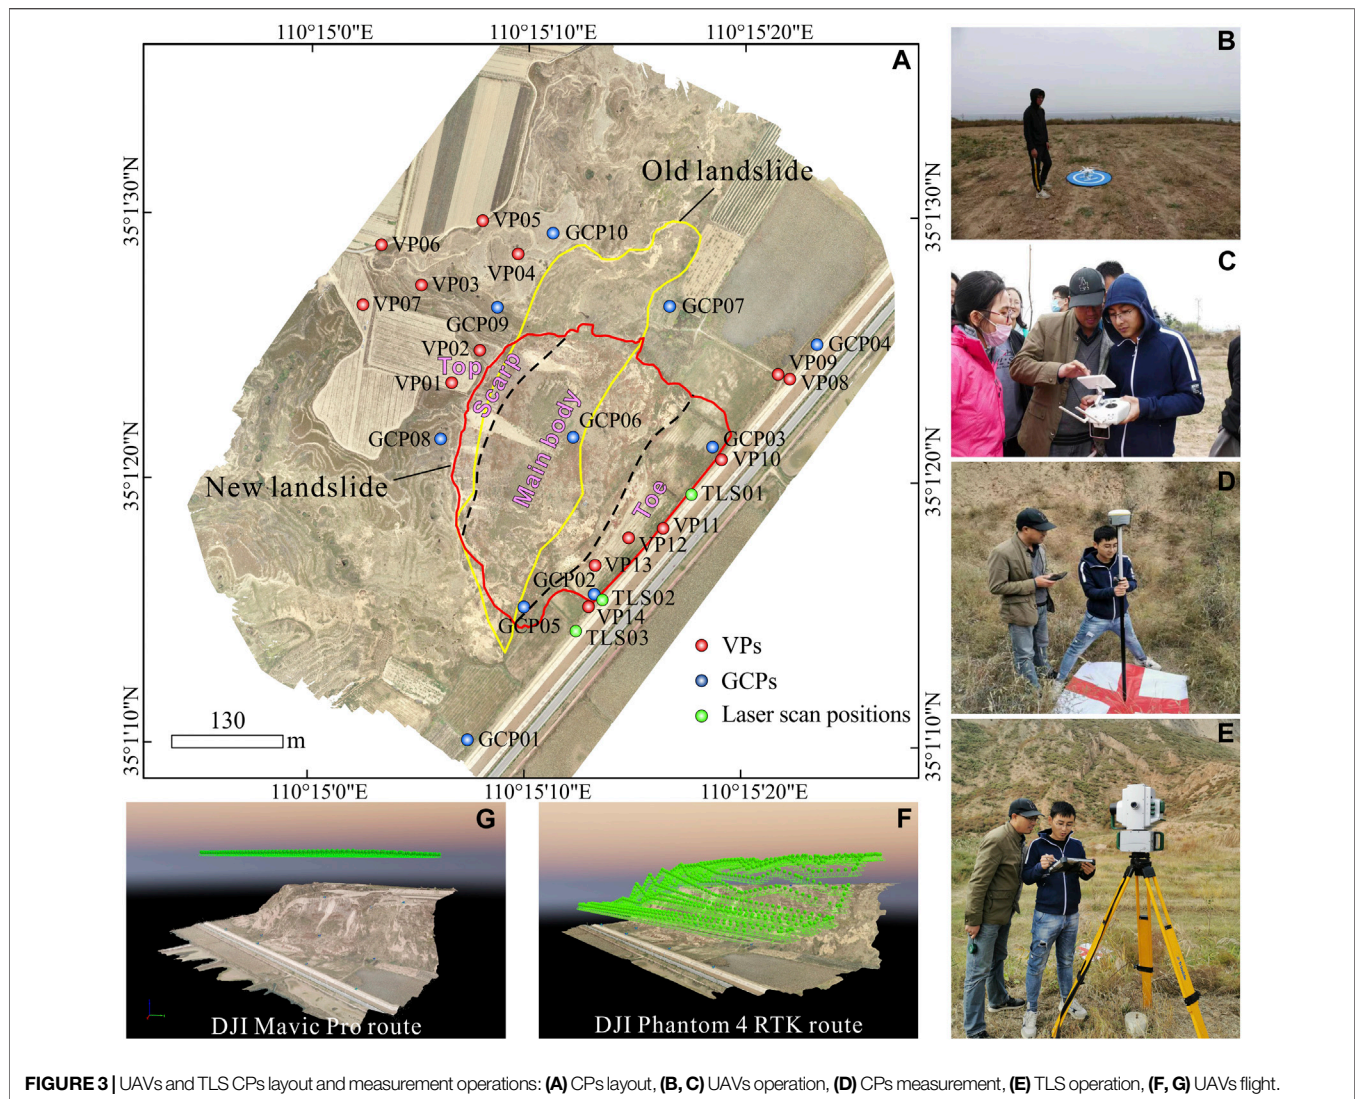 110°15'0"E
110°15'10"E
110°15'20"E
A
B
35°1'30"N
35°1'30"N
Old landslide
VP05
GCP10
VP06
VP04
VP03
VP07
GCP09
GCP07
C
VP02
GCP04
Top
VP09
VP01
VP08
Scarp
GCP08
GCP06
GCP03
Main body
VP10
35°1'20"N
35°1'20"N
New landslide
TLS01
Toe
D
VP11
VP12
VP13
GCP02
TLS02
GCP05
VP14
TLS03
VPs
GCPs
Laser scan positions
35°1'10"N
35°1'10"N
130
m
GCP01
E
110°15'0"E
110°15'10"E
110°15'20"E
G
F
DJI Mavic Pro route
DJI Phantom 4 RTK route
FIGURE 3 | UAVs and TLS CPs layout and measurement operations: (A) CPs layout, (B, C) UAVs operation, (D) CPs measurement, (E) TLS operation, (F, G) UAVs flight.